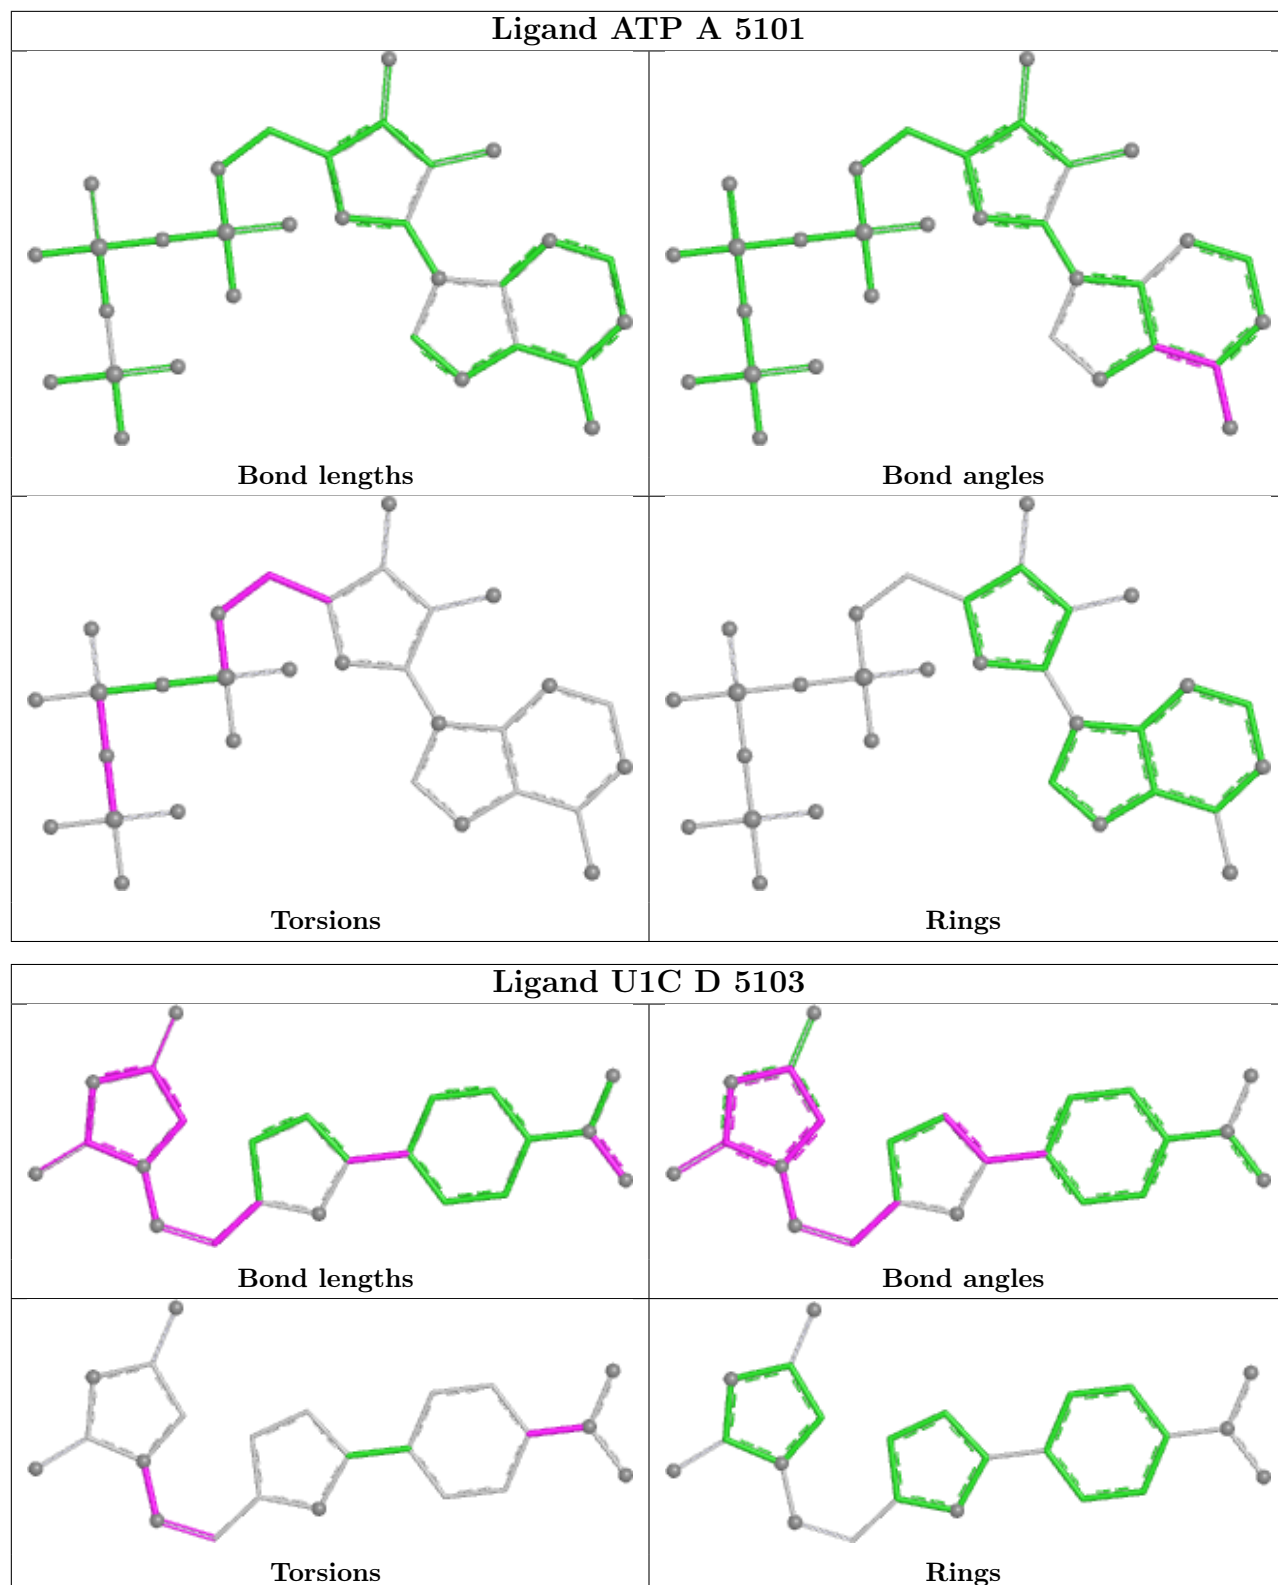 Ligand ATP A 5101
Bond lengths
Bond angles
Torsions
Rings
Ligand U1C D 5103
Bond lengths
Bond angles
Torsions
Rings